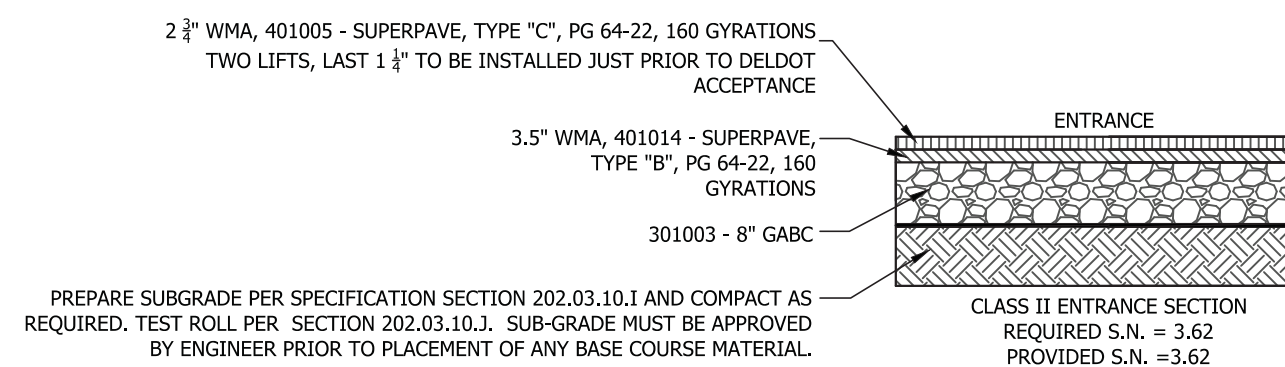 2 3/4" WMA, 401005 - SUPERPAVE, TYPE "C", PG 64-22, 160 GYRATIONS
TWO LIFTS, LAST 1 1/4" TO BE INSTALLED JUST PRIOR TO DELDOT
ACCEPTANCE
3.5" WMA, 401014 - SUPERPAVE,
TYPE "B", PG 64-22, 160
GYRATIONS
301003 - 8" GABC
PREPARE SUBGRADE PER SPECIFICATION SECTION 202.03.10.I AND COMPACT AS
REQUIRED. TEST ROLL PER SECTION 202.03.10.J. SUB-GRADE MUST BE APPROVED
BY ENGINEER PRIOR TO PLACEMENT OF ANY BASE COURSE MATERIAL.
ENTRANCE
CLASS II ENTRANCE SECTION
REQUIRED S.N. = 3.62
PROVIDED S.N. =3.62